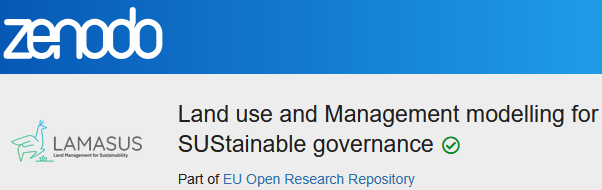 zenodo
Land use and Management modelling for
SUStainable governance
LAMASUS
Land Management for Sustainability
Part of EU Open Research Repository